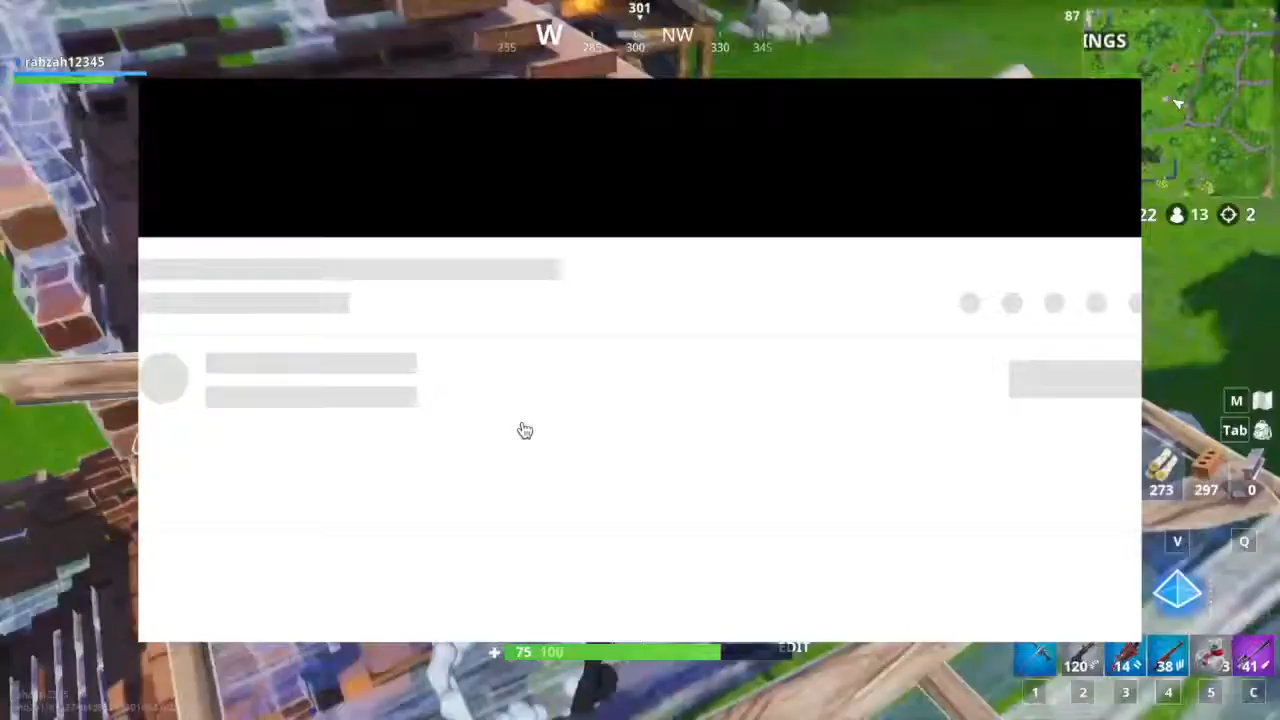 301
W
NW
255
285
300
330
345
87
INGS
rahzah12345
22 13 2
M
Tab
273 297 0
V Q
75 100
EDIT
120 14 38 3 41
1 2 3 4 5 C